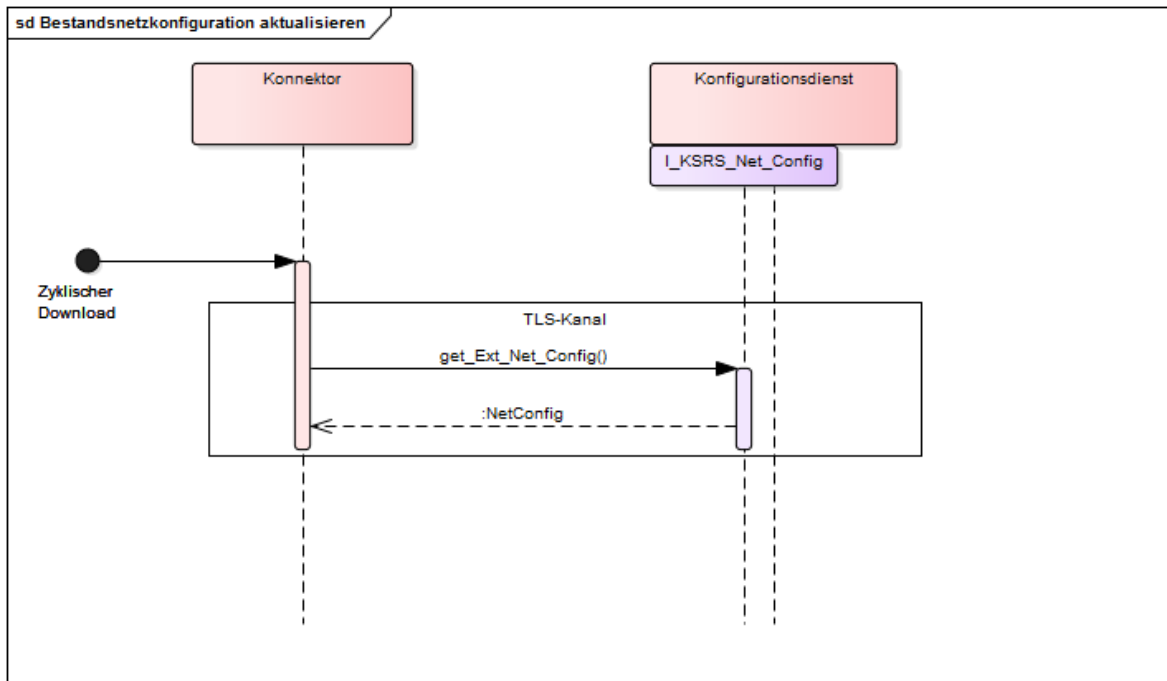 sd Bestandsnetzkonfiguration aktualisieren
Konnektor
Konfigurationsdienst
I_KSRS_Net_Config
Zyklischer
Download
TLS-Kanal
get_Ext_Net_Config()
:NetConfig